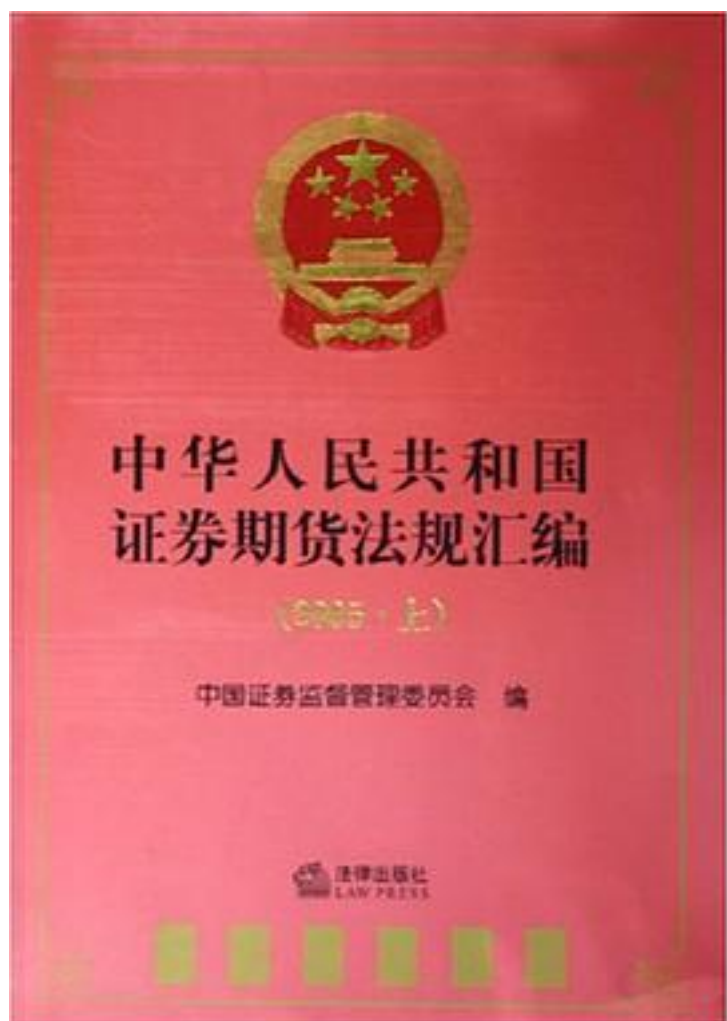 中华人民共和国
证券期货法规汇编
上)
中国证券监督管理委员会 编
法律出版社
LAW PRESS